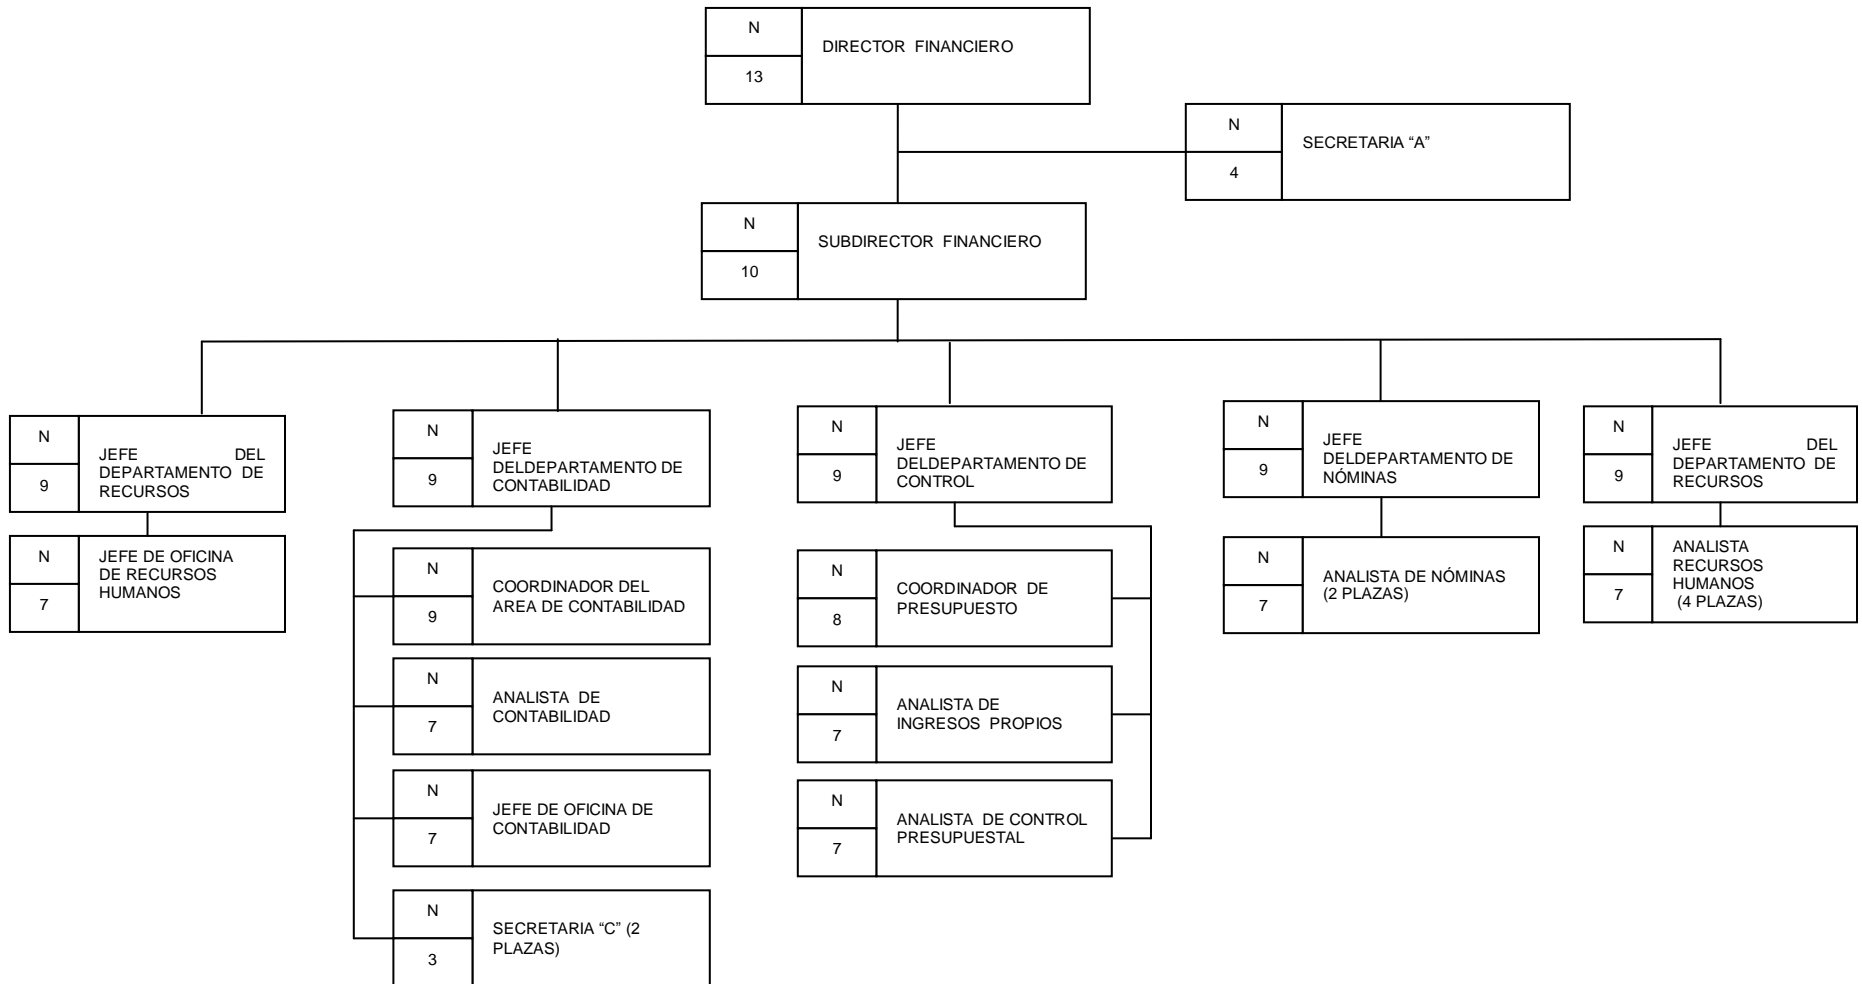 N
13
DIRECTOR FINANCIERO
N
4
SECRETARIA “A”
N
10
SUBDIRECTOR FINANCIERO
N
9
JEFE DEL
DEPARTAMENTO DE
RECURSOS
N
7
JEFE DE OFICINA
DE RECURSOS
HUMANOS
N
9
JEFE
DELDEPARTAMENTO DE
CONTABILIDAD
N
9
COORDINADOR DEL
AREA DE CONTABILIDAD
N
7
ANALISTA DE
CONTABILIDAD
N
7
JEFE DE OFICINA DE
CONTABILIDAD
N
3
SECRETARIA “C” (2
PLAZAS)
N
9
JEFE
DELDEPARTAMENTO DE
CONTROL
N
8
COORDINADOR DE
PRESUPUESTO
N
7
ANALISTA DE
INGRESOS PROPIOS
N
7
ANALISTA DE CONTROL
PRESUPUESTAL
N
9
JEFE
DELDEPARTAMENTO DE
NÓMINAS
N
7
ANALISTA DE NÓMINAS
(2 PLAZAS)
N
9
JEFE DEL
DEPARTAMENTO DE
RECURSOS
N
7
ANALISTA
RECURSOS
HUMANOS
(4 PLAZAS)